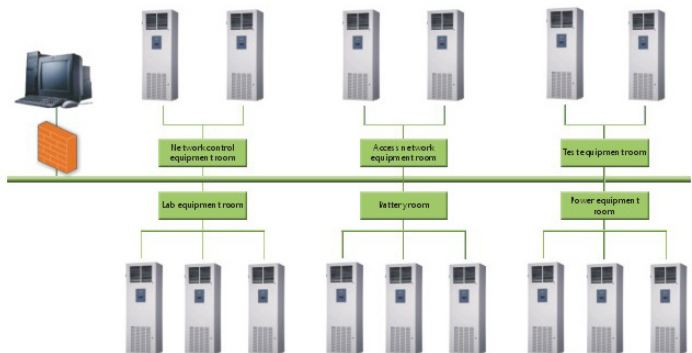 Network control
equipment room
Access network
equipment room
Test equipment room
Lab equipment room
Battery room
Power equipment
room